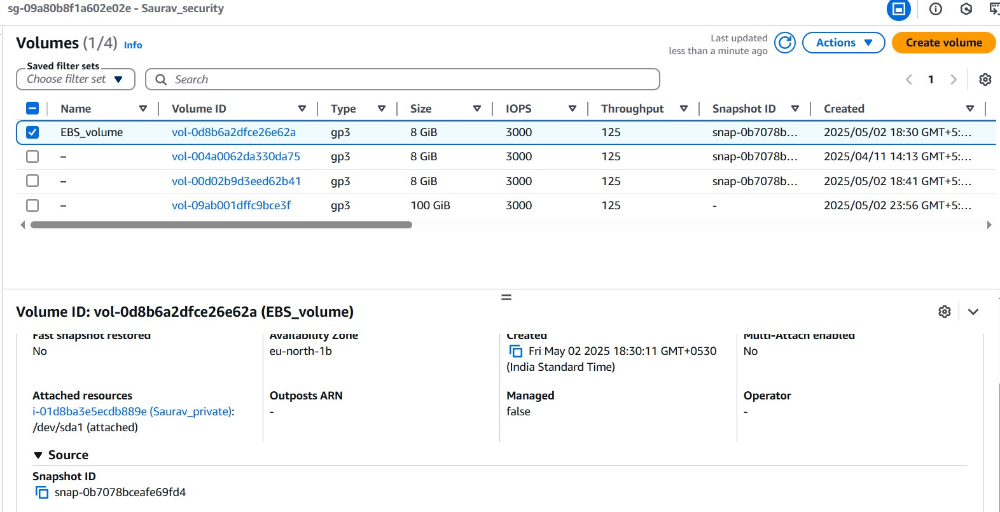 sg-09a80b8f1a602e02e - Saurav_security
Volumes (1/4) Info
Last updated
less than a minute ago
Actions
Create volume
Saved filter sets
Choose filter set
Search
1
Name Volume ID Type Size IOPS Throughput Snapshot ID Created
EBS_volume vol-0d8b6a2dfce26e62a gp3 8 GiB 3000 125 snap-0b7078b... 2025/05/02 18:30 GMT+5:...
– vol-004a0062da330da75 gp3 8 GiB 3000 125 snap-0b7078b... 2025/04/11 14:13 GMT+5:...
– vol-00d02b9d3eed62b41 gp3 8 GiB 3000 125 snap-0b7078b... 2025/05/02 18:41 GMT+5:...
– vol-09ab001dffc9bce3f gp3 100 GiB 3000 125 - 2025/05/02 23:56 GMT+5:...
Volume ID: vol-0d8b6a2dfce26e62a (EBS_volume)
Fast snapshot restored
No
Availability Zone
eu-north-1b
Created
Fri May 02 2025 18:30:11 GMT+0530
(India Standard Time)
Multi-Attach enabled
No
Attached resources
i-01d8ba3e5ecdb889e (Saurav_private):
/dev/sda1 (attached)
Outposts ARN
-
Managed
false
Operator
-
Source
Snapshot ID
snap-0b7078bceafe69fd4